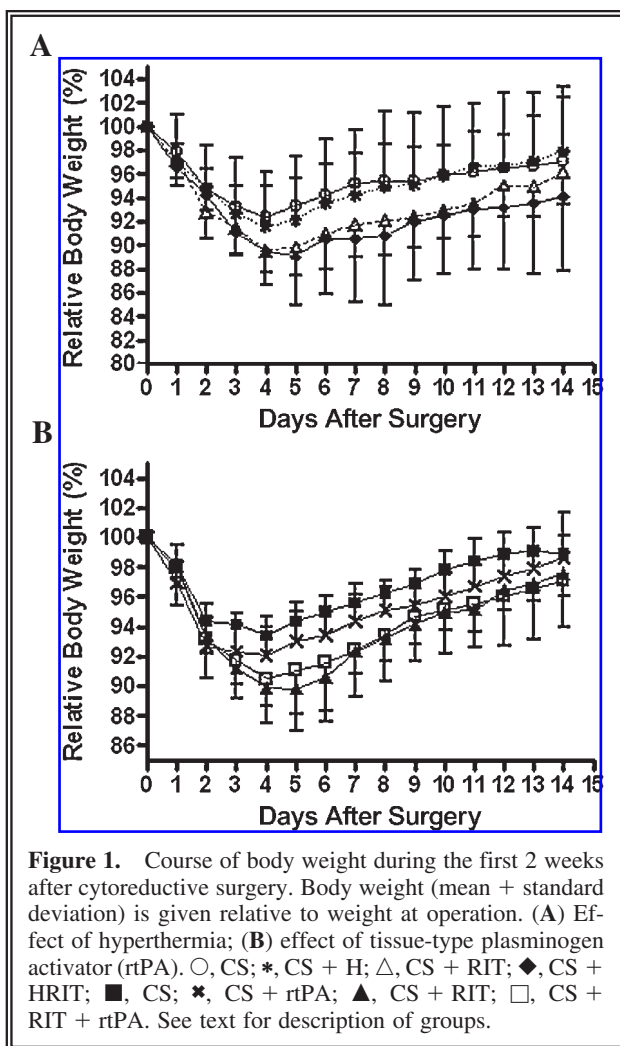 A
Relative Body Weight (%)
104
102
100
98
96
94
92
90
88
86
84
82
80
0 1 2 3 4 5 6 7 8 9 10 11 12 13 14 15
Days After Surgery
B
Relative Body Weight (%)
104
102
100
98
96
94
92
90
88
86
0 1 2 3 4 5 6 7 8 9 10 11 12 13 14 15
Days After Surgery
Figure 1. Course of body weight during the first 2 weeks
after cytoreductive surgery. Body weight (mean + standard
deviation) is given relative to weight at operation. (A) Ef-
fect of hyperthermia; (B) effect of tissue-type plasminogen
activator (rtPA). ○, CS; *, CS + H; △, CS + RIT; ◆, CS +
HRIT; ■, CS; ✖, CS + rtPA; ▲, CS + RIT; □, CS +
RIT + rtPA. See text for description of groups.